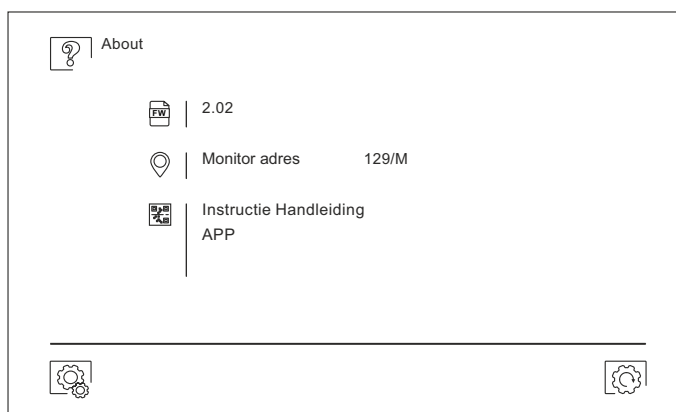 About
FW
2.02
Monitor adres 129/M
Instructie Handleiding
APP